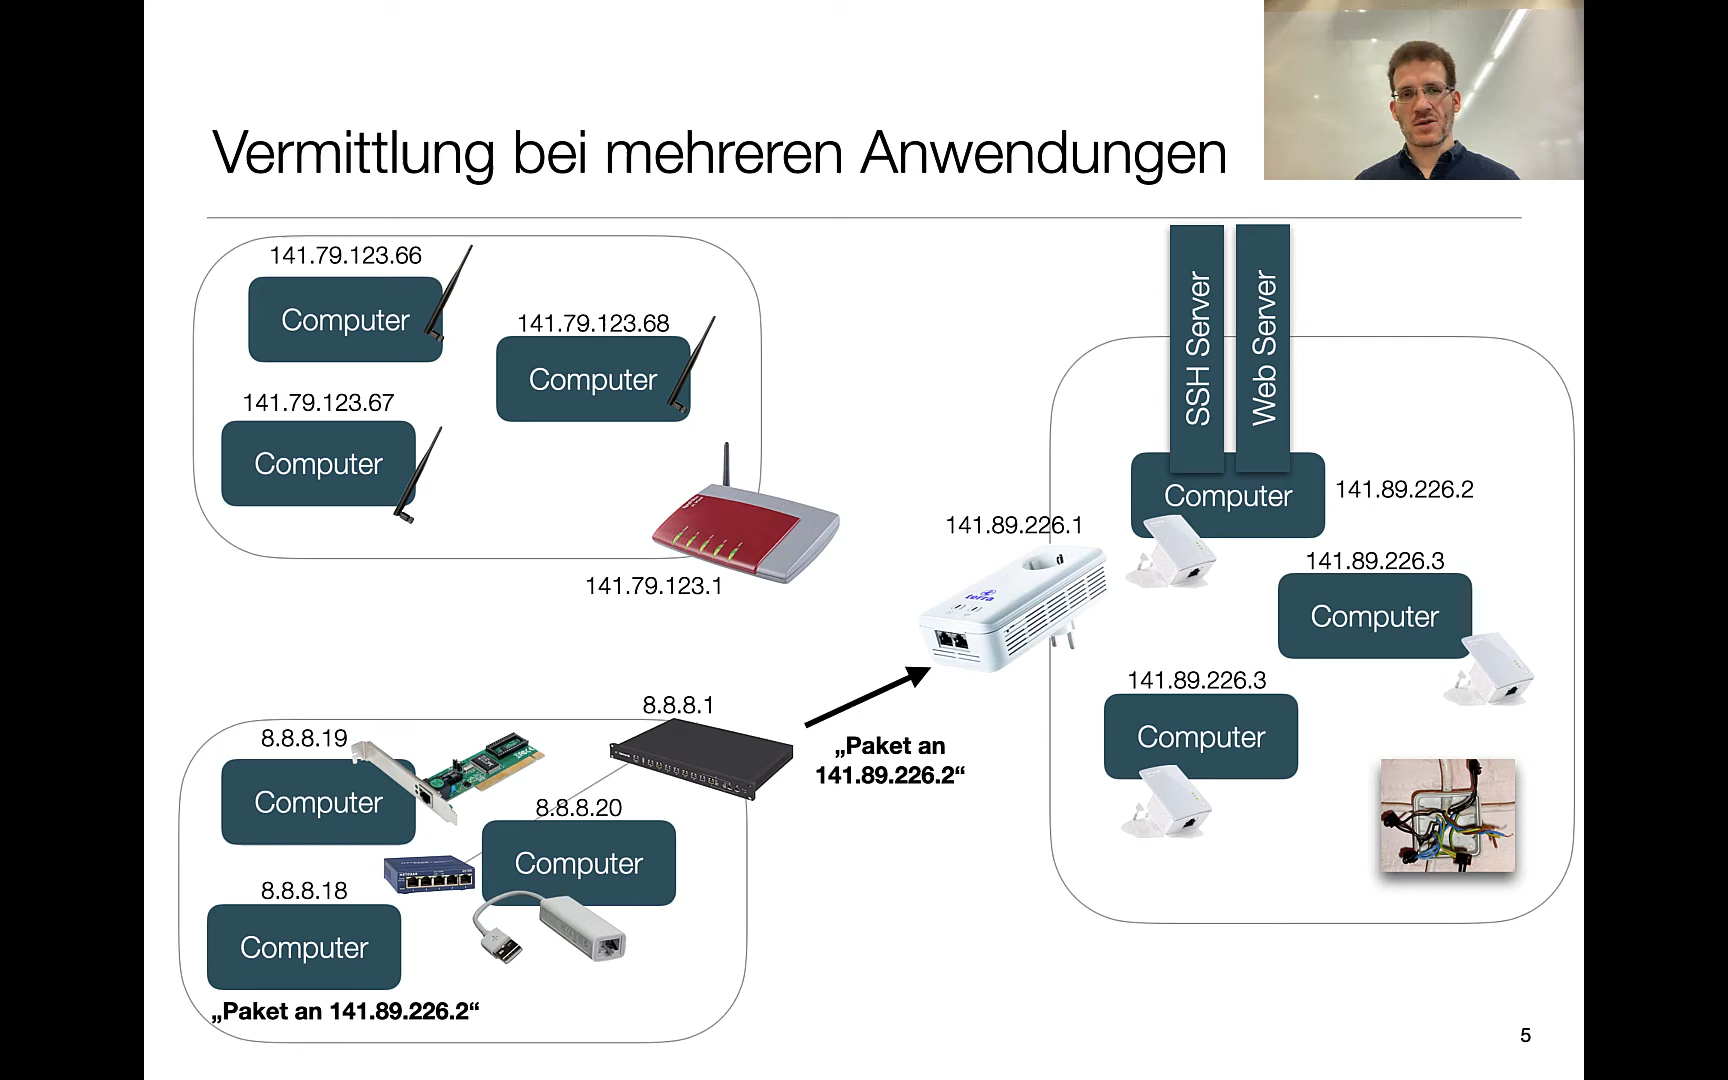 Vermittlung bei mehreren Anwendungen
141.79.123.66
Computer
141.79.123.68
Computer
141.79.123.67
Computer
141.79.123.1
SSH Server
Web Server
Computer
141.89.226.2
141.89.226.1
terra
141.89.226.3
Computer
141.89.226.3
Computer
8.8.8.1
„Paket an
141.89.226.2“
8.8.8.19
Computer
8.8.8.20
Computer
8.8.8.18
Computer
„Paket an 141.89.226.2“
5